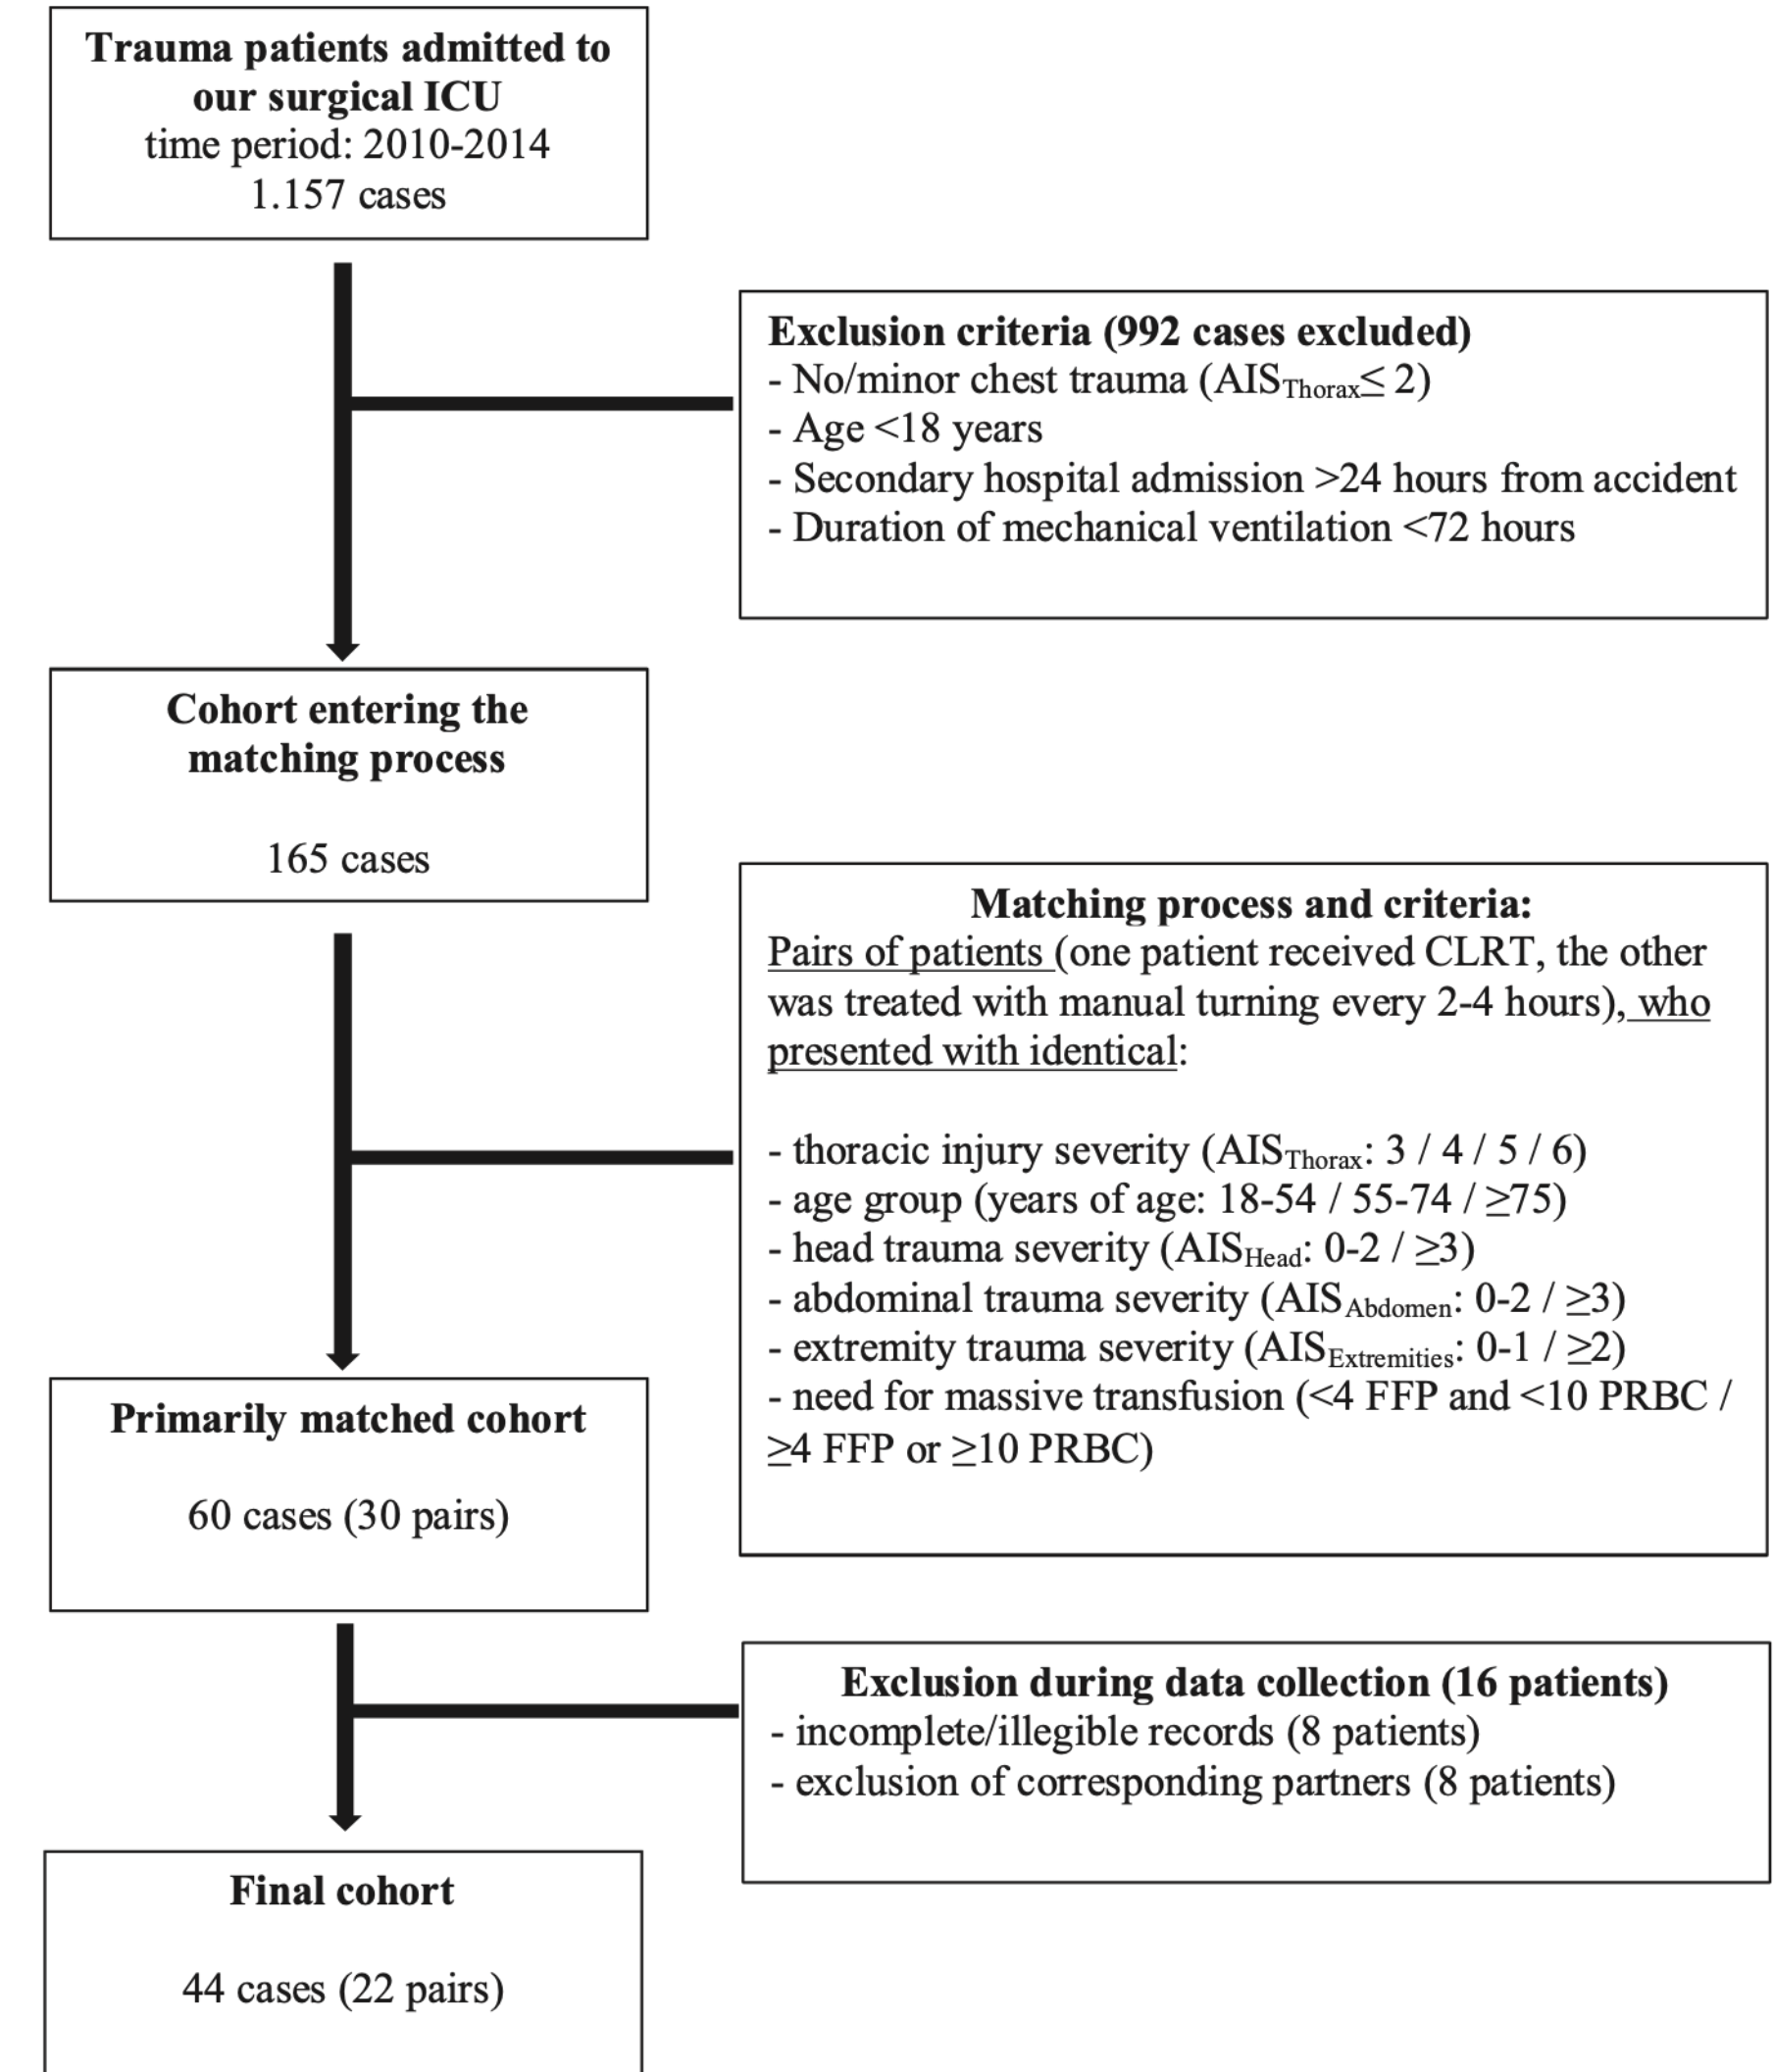 Trauma patients admitted to
our surgical ICU
time period: 2010-2014
1.157 cases
Exclusion criteria (992 cases excluded)
- No/minor chest trauma (AISThorax≤ 2)
- Age <18 years
- Secondary hospital admission >24 hours from accident
- Duration of mechanical ventilation <72 hours
Cohort entering the
matching process
165 cases
Matching process and criteria:
Pairs of patients (one patient received CLRT, the other
was treated with manual turning every 2-4 hours), who
presented with identical:
- thoracic injury severity (AISThorax: 3 / 4 / 5 / 6)
- age group (years of age: 18-54 / 55-74 / ≥75)
- head trauma severity (AISHead: 0-2 / ≥3)
- abdominal trauma severity (AISAbdomen: 0-2 / ≥3)
- extremity trauma severity (AISExtremities: 0-1 / ≥2)
- need for massive transfusion (<4 FFP and <10 PRBC /
≥4 FFP or ≥10 PRBC)
Primarily matched cohort
60 cases (30 pairs)
Exclusion during data collection (16 patients)
- incomplete/illegible records (8 patients)
- exclusion of corresponding partners (8 patients)
Final cohort
44 cases (22 pairs)